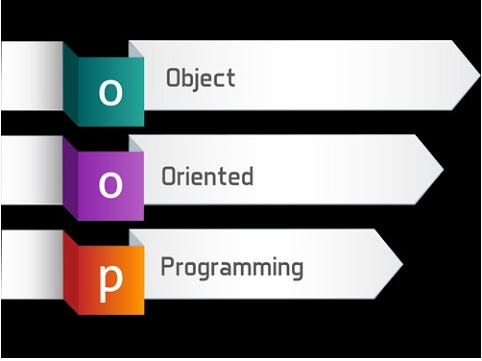 o Object
o Oriented
p Programming